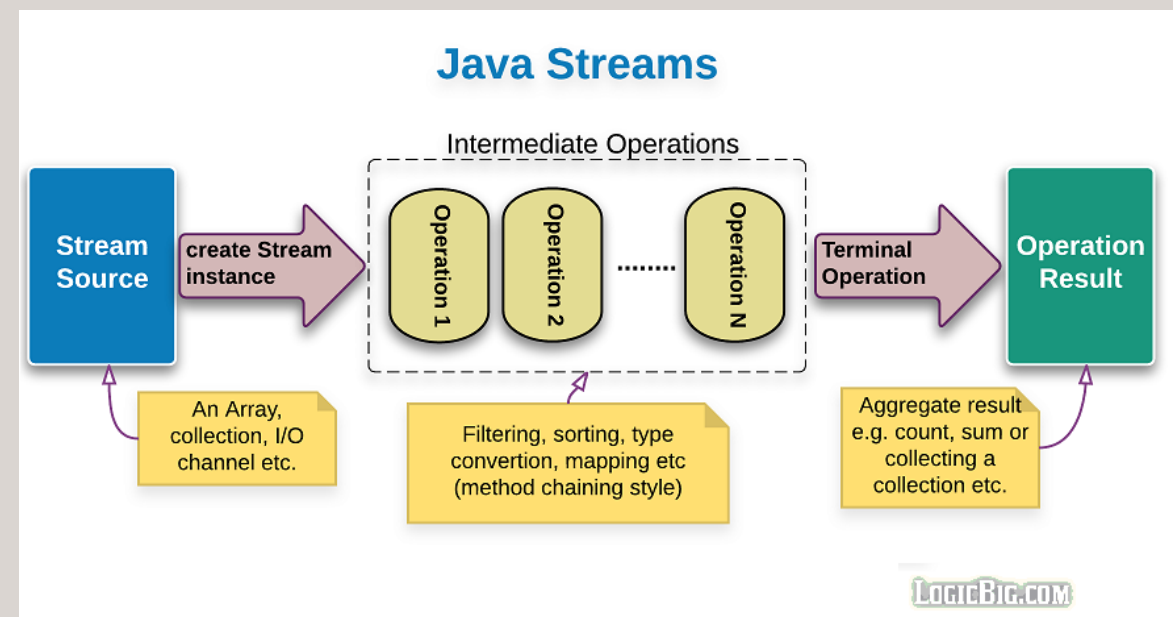 Java Streams
Intermediate Operations
Stream
Source
create Stream
instance
Operation 1
Operation 2
........
Operation N
Terminal
Operation
Operation
Result
An Array,
collection, I/O
channel etc.
Filtering, sorting, type
convertion, mapping etc
(method chaining style)
Aggregate result
e.g. count, sum or
collecting a
collection etc.
LOGICBIG.COM